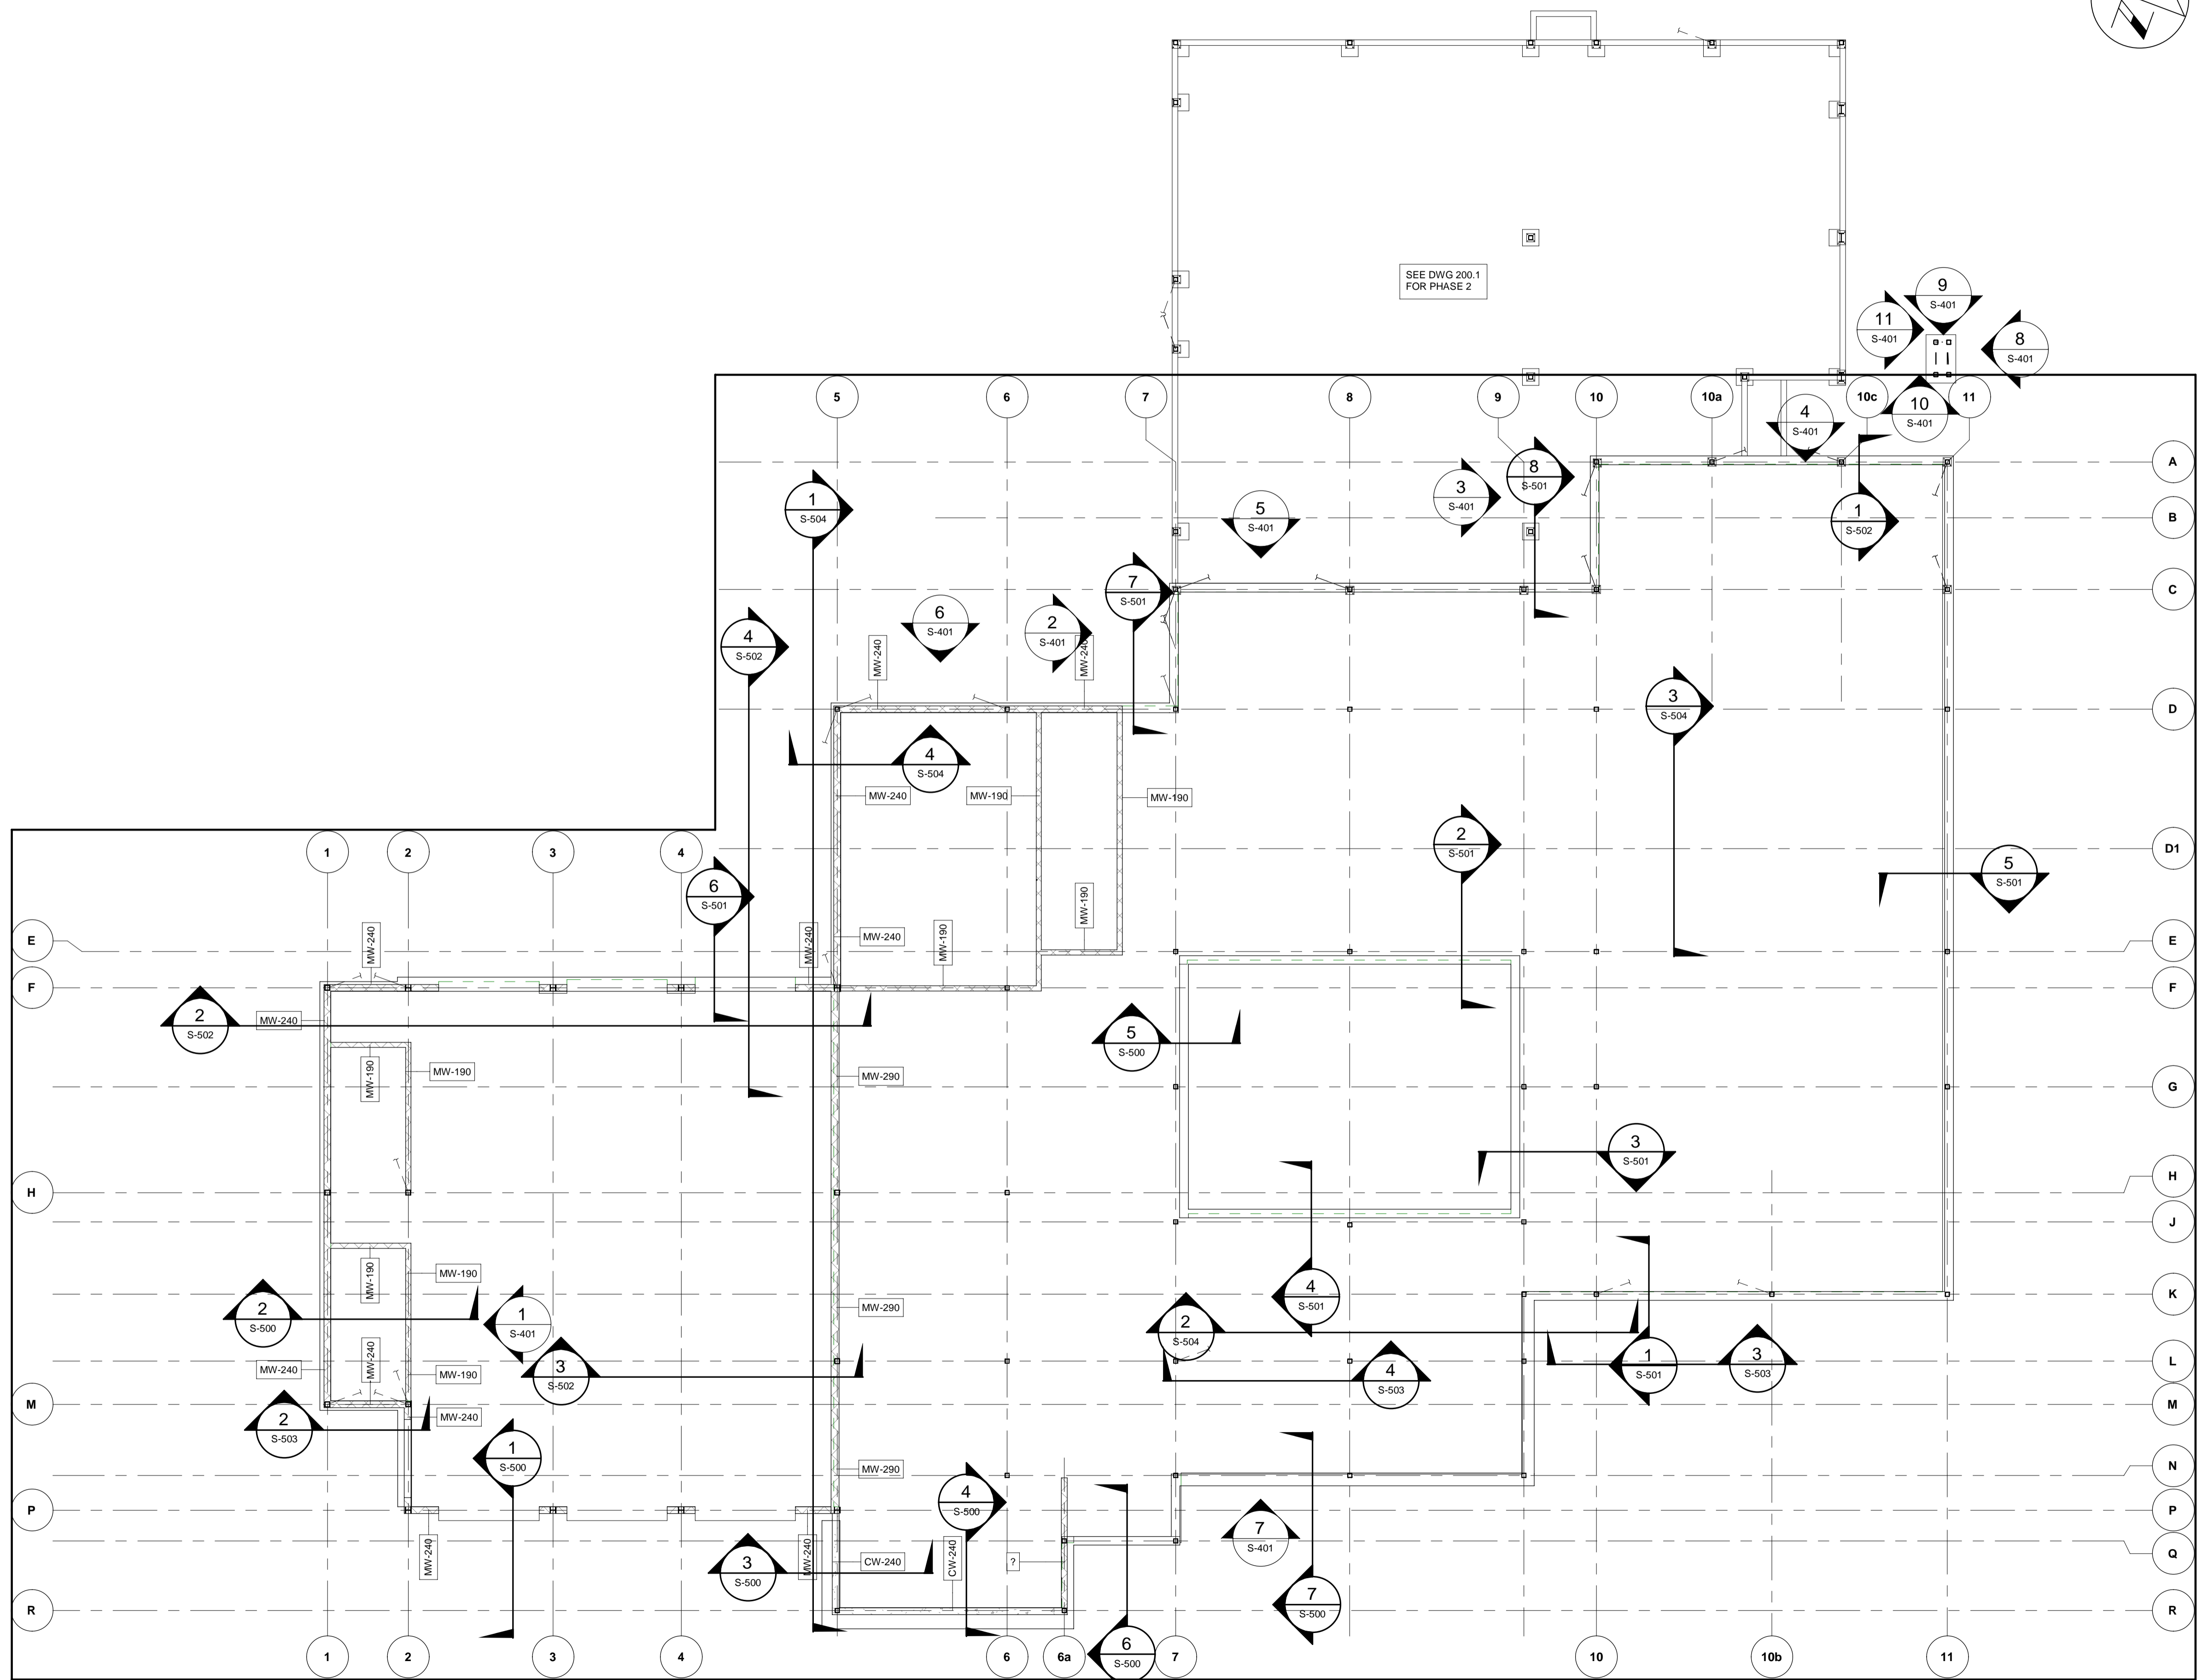 SEE DWG 200.1
FOR PHASE 2
9
S-401
11
S-401
8
S-401
10
S-401
4
S-401
5
6
7
8
9
10
10a
10c
11
A
8
S-501
3
S-401
1
S-504
5
S-401
1
S-502
B
7
S-501
C
6
S-401
2
S-401
4
S-502
MW-240
MW-240
3
S-504
D
4
S-504
MW-240
MW-190
MW-190
2
S-501
1
2
3
4
D1
5
S-501
6
S-501
MW-190
E
MW-240
MW-240
MW-240
MW-190
E
F
F
2
S-502
MW-240
5
S-500
MW-190
MW-190
MW-290
G
3
S-501
H
H
J
MW-190
MW-190
4
S-501
K
2
S-500
1
S-401
MW-290
2
S-504
MW-240
MW-240
MW-190
3
S-502
4
S-503
1
S-501
3
S-503
L
M
M
MW-240
2
S-503
1
S-500
MW-290
4
S-500
N
P
P
7
S-401
MW-240
MW-240
3
S-500
CW-240
CW-240
?
Q
7
S-500
R
R
1
2
3
4
6
6a
6
S-500
7
10
10b
11